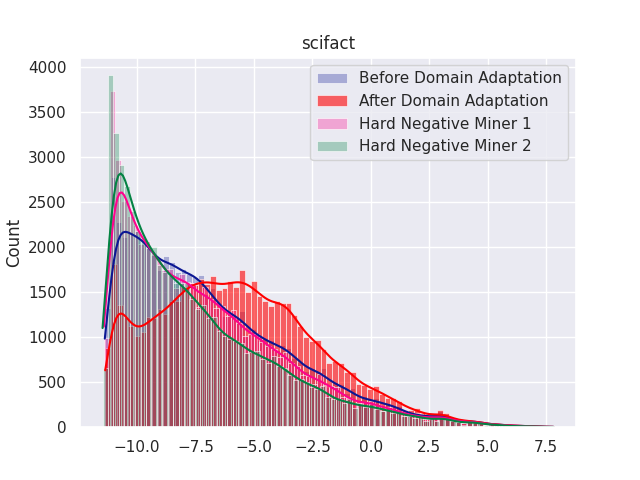 scifact
Before Domain Adaptation
After Domain Adaptation
Hard Negative Miner 1
Hard Negative Miner 2
Count
4000
3500
3000
2500
2000
1500
1000
500
0
−10.0 −7.5 −5.0 −2.5 0.0 2.5 5.0 7.5